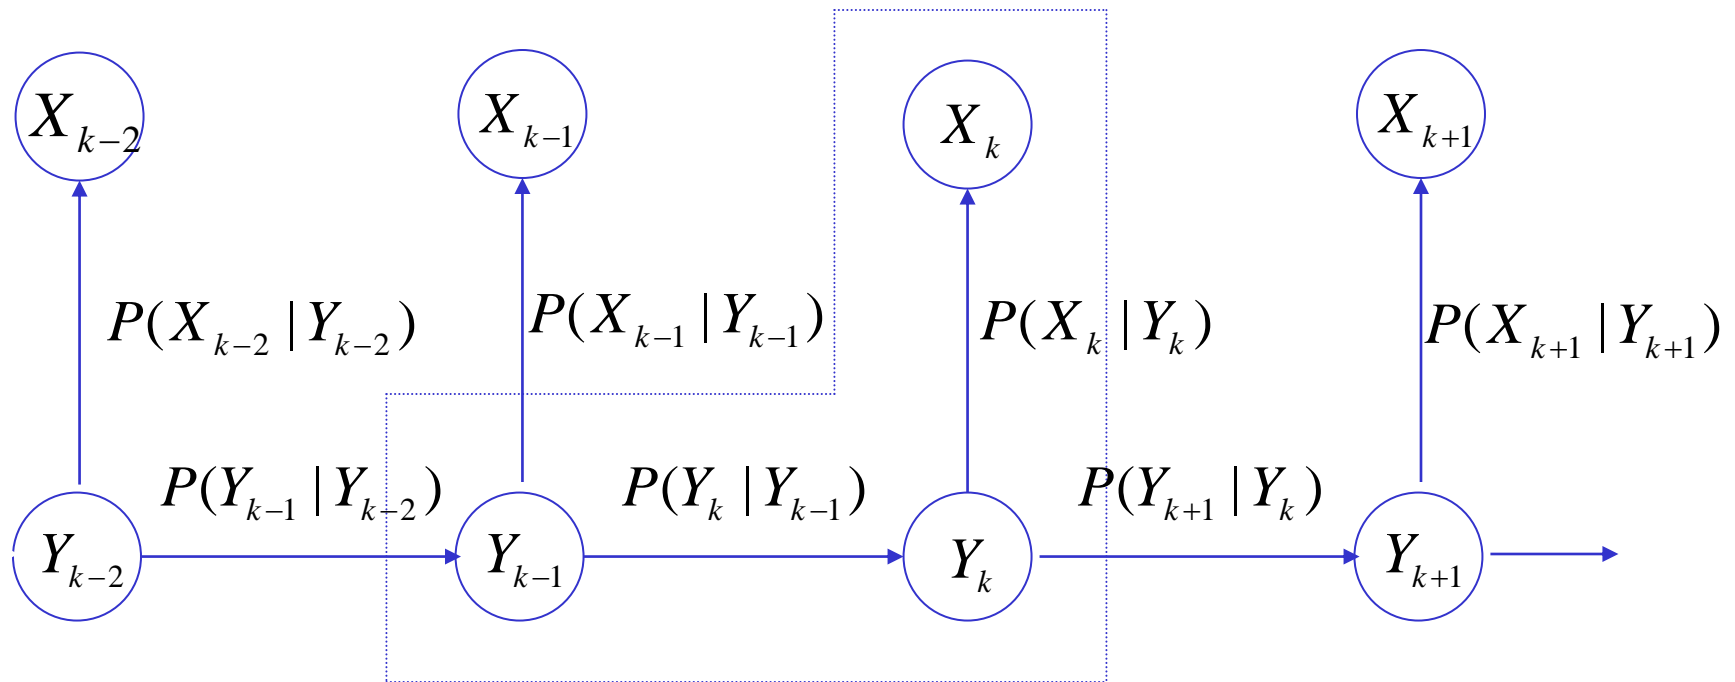 X_{k-2} X_{k-1} X_k X_{k+1}
P(X_{k-2} | Y_{k-2}) P(X_{k-1} | Y_{k-1}) P(X_k | Y_k) P(X_{k+1} | Y_{k+1})
P(Y_{k-1} | Y_{k-2}) P(Y_k | Y_{k-1}) P(Y_{k+1} | Y_k)
Y_{k-2} Y_{k-1} Y_k Y_{k+1}